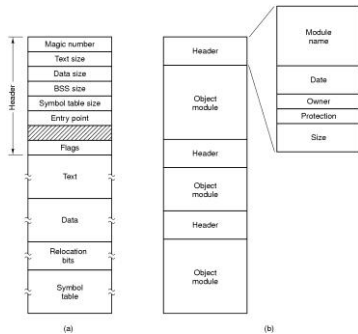 Header
Magic number
Text size
Data size
BSS size
Symbol table size
Entry point
Flags
Text
Data
Relocation
bits
Symbol
table
(a)
Header
Object
module
Header
Object
module
Header
Object
module
(b)
Module
name
Date
Owner
Protection
Size